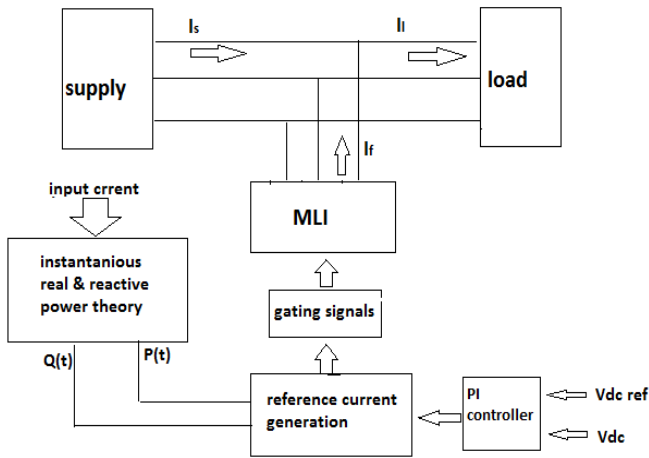 Is
Il
supply
load
If
input crrent
MLI
instantanious
real & reactive
power theory
gating signals
Q(t)
P(t)
reference current
generation
PI
controller
Vdc ref
Vdc